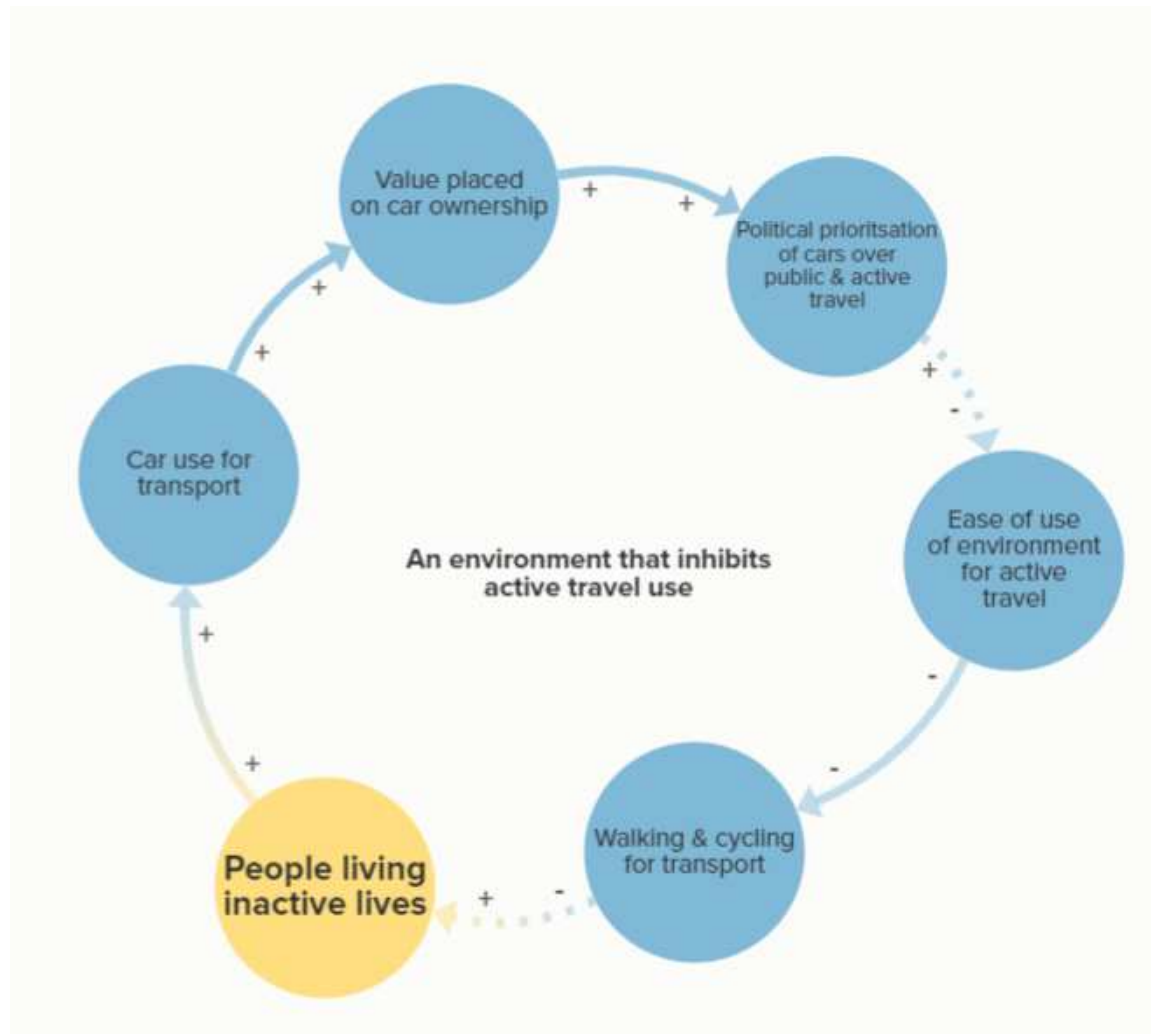 Value placed
on car ownership
+
+
Political prioritsation
of cars over
public & active
travel
+
-
Ease of use
of environment
for active
travel
-
-
Walking & cycling
for transport
-
+
People living
inactive lives
+
+
Car use for
transport
+
+
An environment that inhibits
active travel use